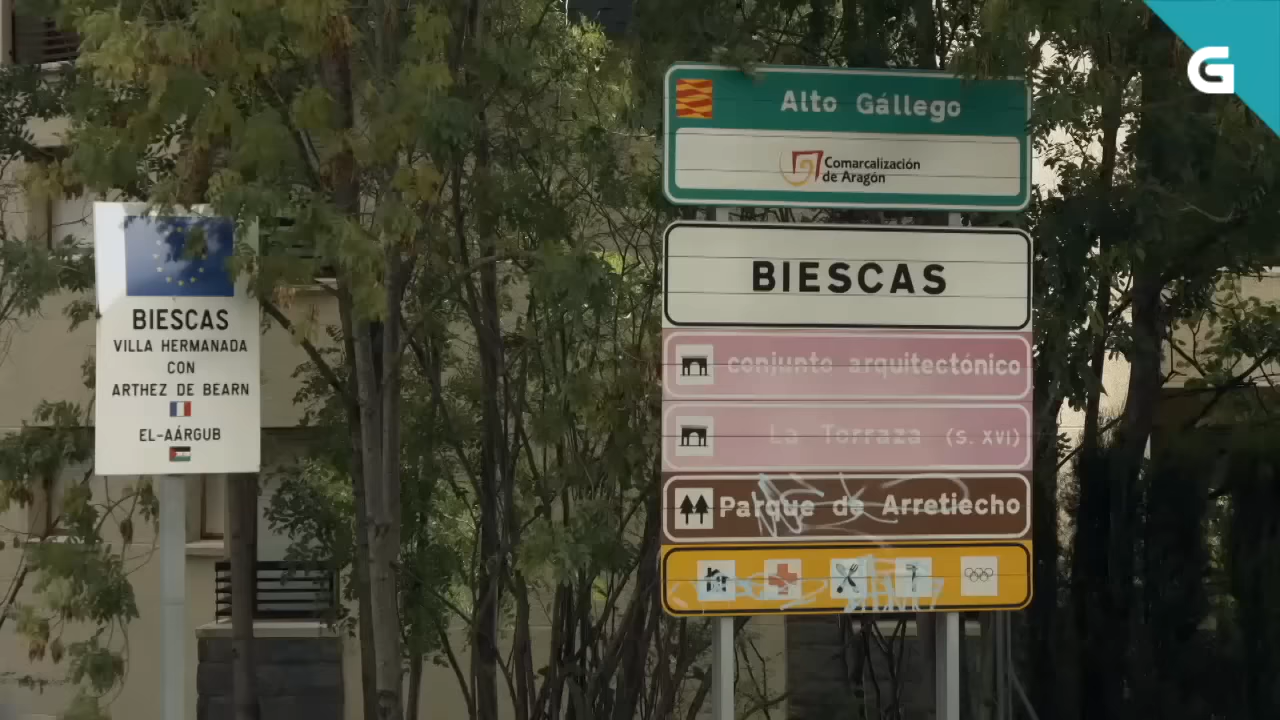 BIESCAS
VILLA HERMANADA
CON
ARTHEZ DE BEARN
EL-AÁRGUB
Alto Gállego
Comarcalización
de Aragón
BIESCAS
conjunto arquitectónico
La Torraza (S. XVI)
Parque de Arretiecho
G